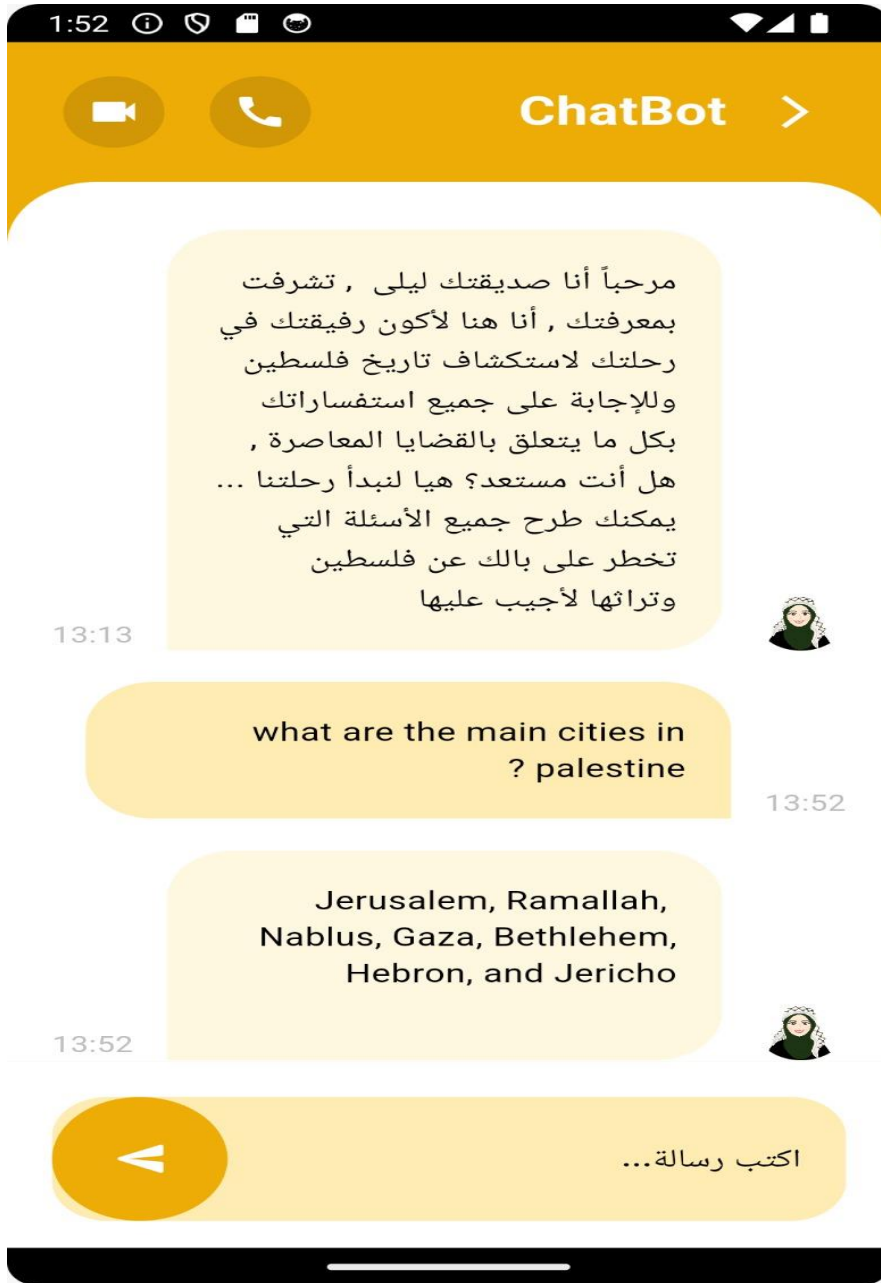 1:52
ChatBot
مرحباً أنا صديقتك ليلى , تشرفت
بمعرفتك , أنا هنا لأكون رفيقتك في
رحلتك لاستكشاف تاريخ فلسطين
وللإجابة على جميع استفساراتك
بكل ما يتعلق بالقضايا المعاصرة ,
هل أنت مستعد؟ هيا لنبدأ رحلتنا ...
يمكنك طرح جميع الأسئلة التي
تخطر على بالك عن فلسطين
وتراثها لأجيب عليها
13:13
what are the main cities in
? palestine
13:52
Jerusalem, Ramallah,
Nablus, Gaza, Bethlehem,
Hebron, and Jericho
13:52
اكتب رسالة...